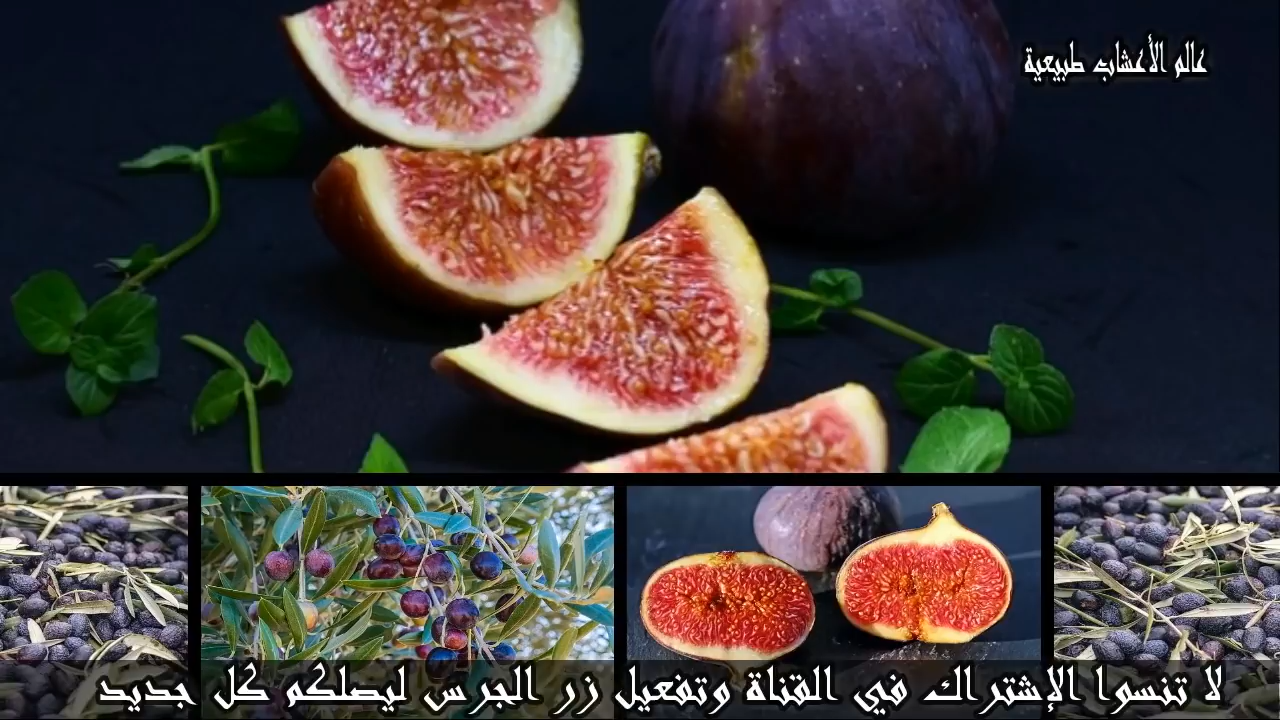 عالم الأعشاب طبيعية
لا تنسوا الإشتراك في القناة وتفعيل زر الجرس ليصلكم كل جديد